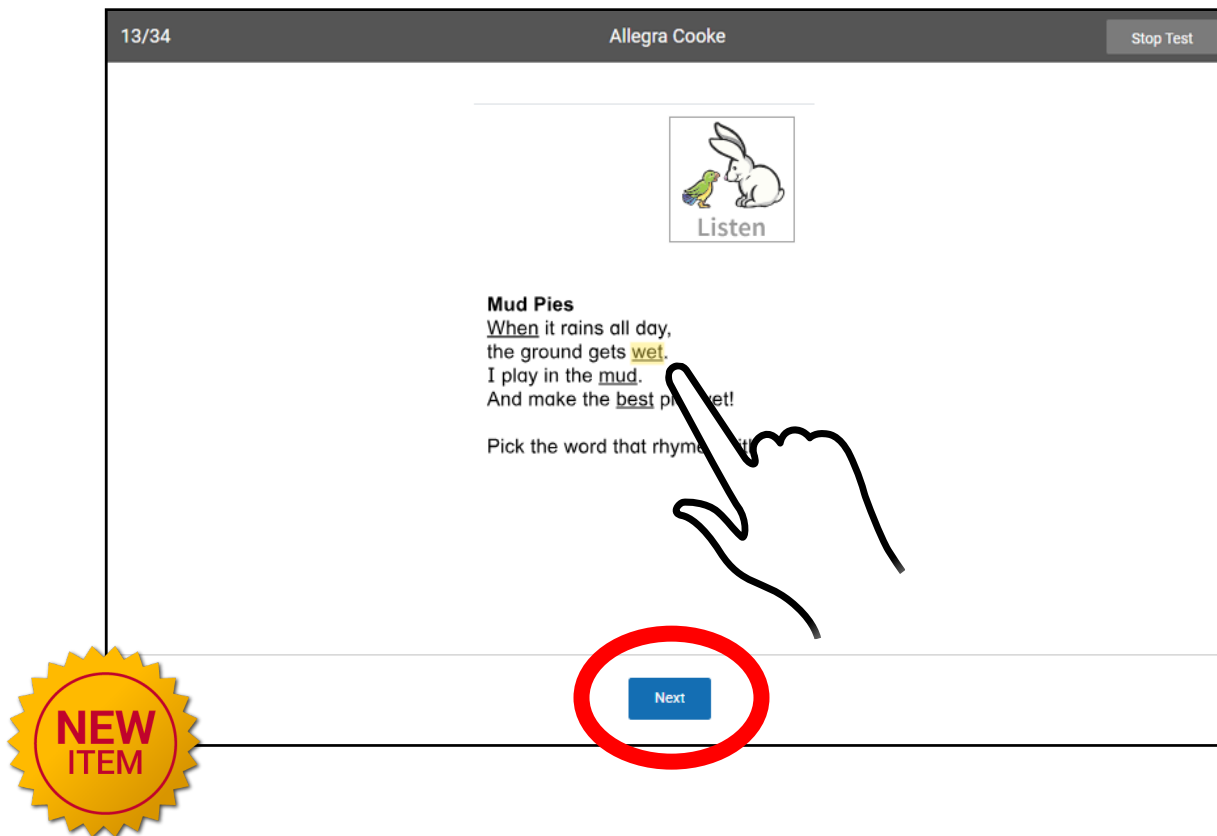 13/34 Allegra Cooke Stop Test
Listen
Mud Pies
When it rains all day,
the ground gets wet.
I play in the mud.
And make the best yet!
Pick the word that
Next
NEW
ITEM